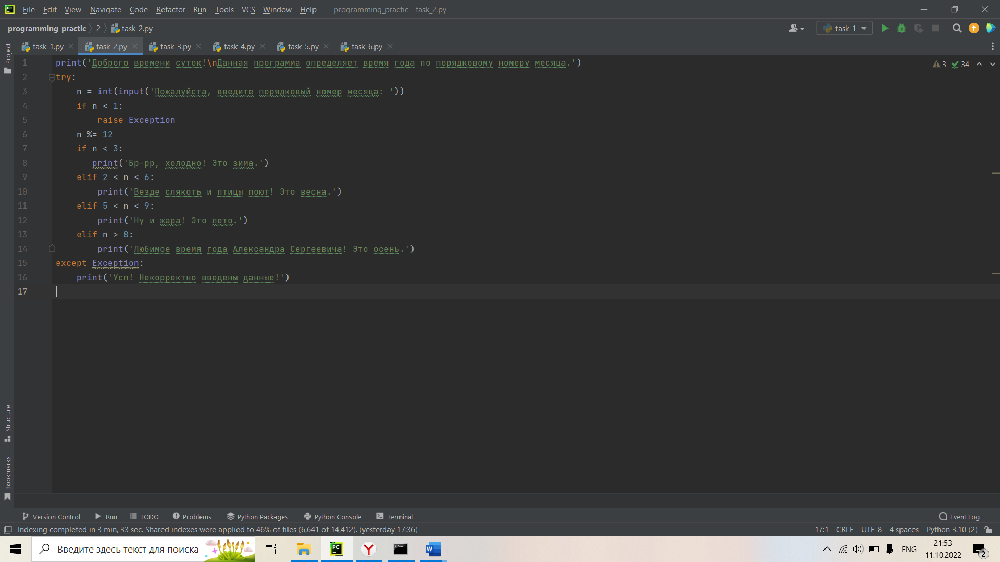 File Edit View Navigate Code Refactor Run Tools VCS Window Help programming_practic - task_2.py
programming_practic 2 task_2.py task_1
task_1.py task_2.py task_3.py task_4.py task_5.py task_6.py
Project
3 34
1 print('Доброго времени суток!\nДанная программа определяет время года по порядковому номеру месяца.')
2 try:
3 n = int(input('Пожалуйста, введите порядковый номер месяца: '))
4 if n < 1:
5 raise Exception
6 n %= 12
7 if n < 3:
8 print('Бр-рр, холодно! Это зима.')
9 elif 2 < n < 6:
10 print('Везде слякоть и птицы поют! Это весна.')
11 elif 5 < n < 9:
12 print('Ну и жара! Это лето.')
13 elif n > 8:
14 print('Любимое время года Александра Сергеевича! Это осень.')
15 except Exception:
16 print('Усп! Некорректно введены данные!')
17
Structure
Bookmarks
Version Control Run TODO Problems Python Packages Python Console Terminal Event Log
Indexing completed in 3 min, 33 sec. Shared indexes were applied to 46% of files (6,641 of 14,412). (yesterday 17:36) 17:1 CRLF UTF-8 4 spaces Python 3.10 (2)
Введите здесь текст для поиска ENG 21:53
11.10.2022 2